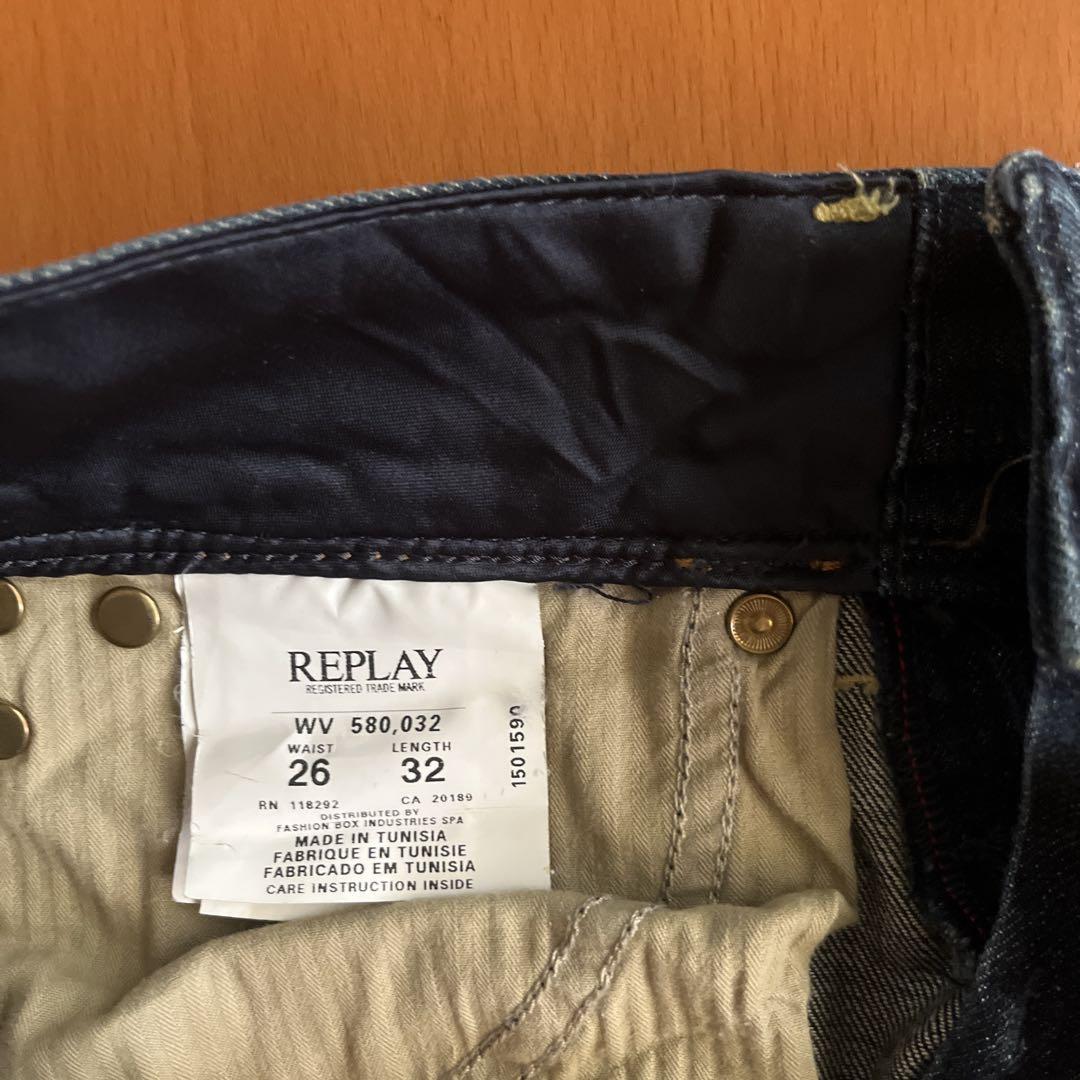 REPLAY
REGISTERED TRADE MARK
WV 580,032
WAIST LENGTH
26 32
RN 118292 CA 20189
DISTRIBUTED BY
FASHION BOX INDUSTRIES SPA
MADE IN TUNISIA
FABRIQUE EN TUNISIE
FABRICADO EM TUNISIA
CARE INSTRUCTION INSIDE
1501590